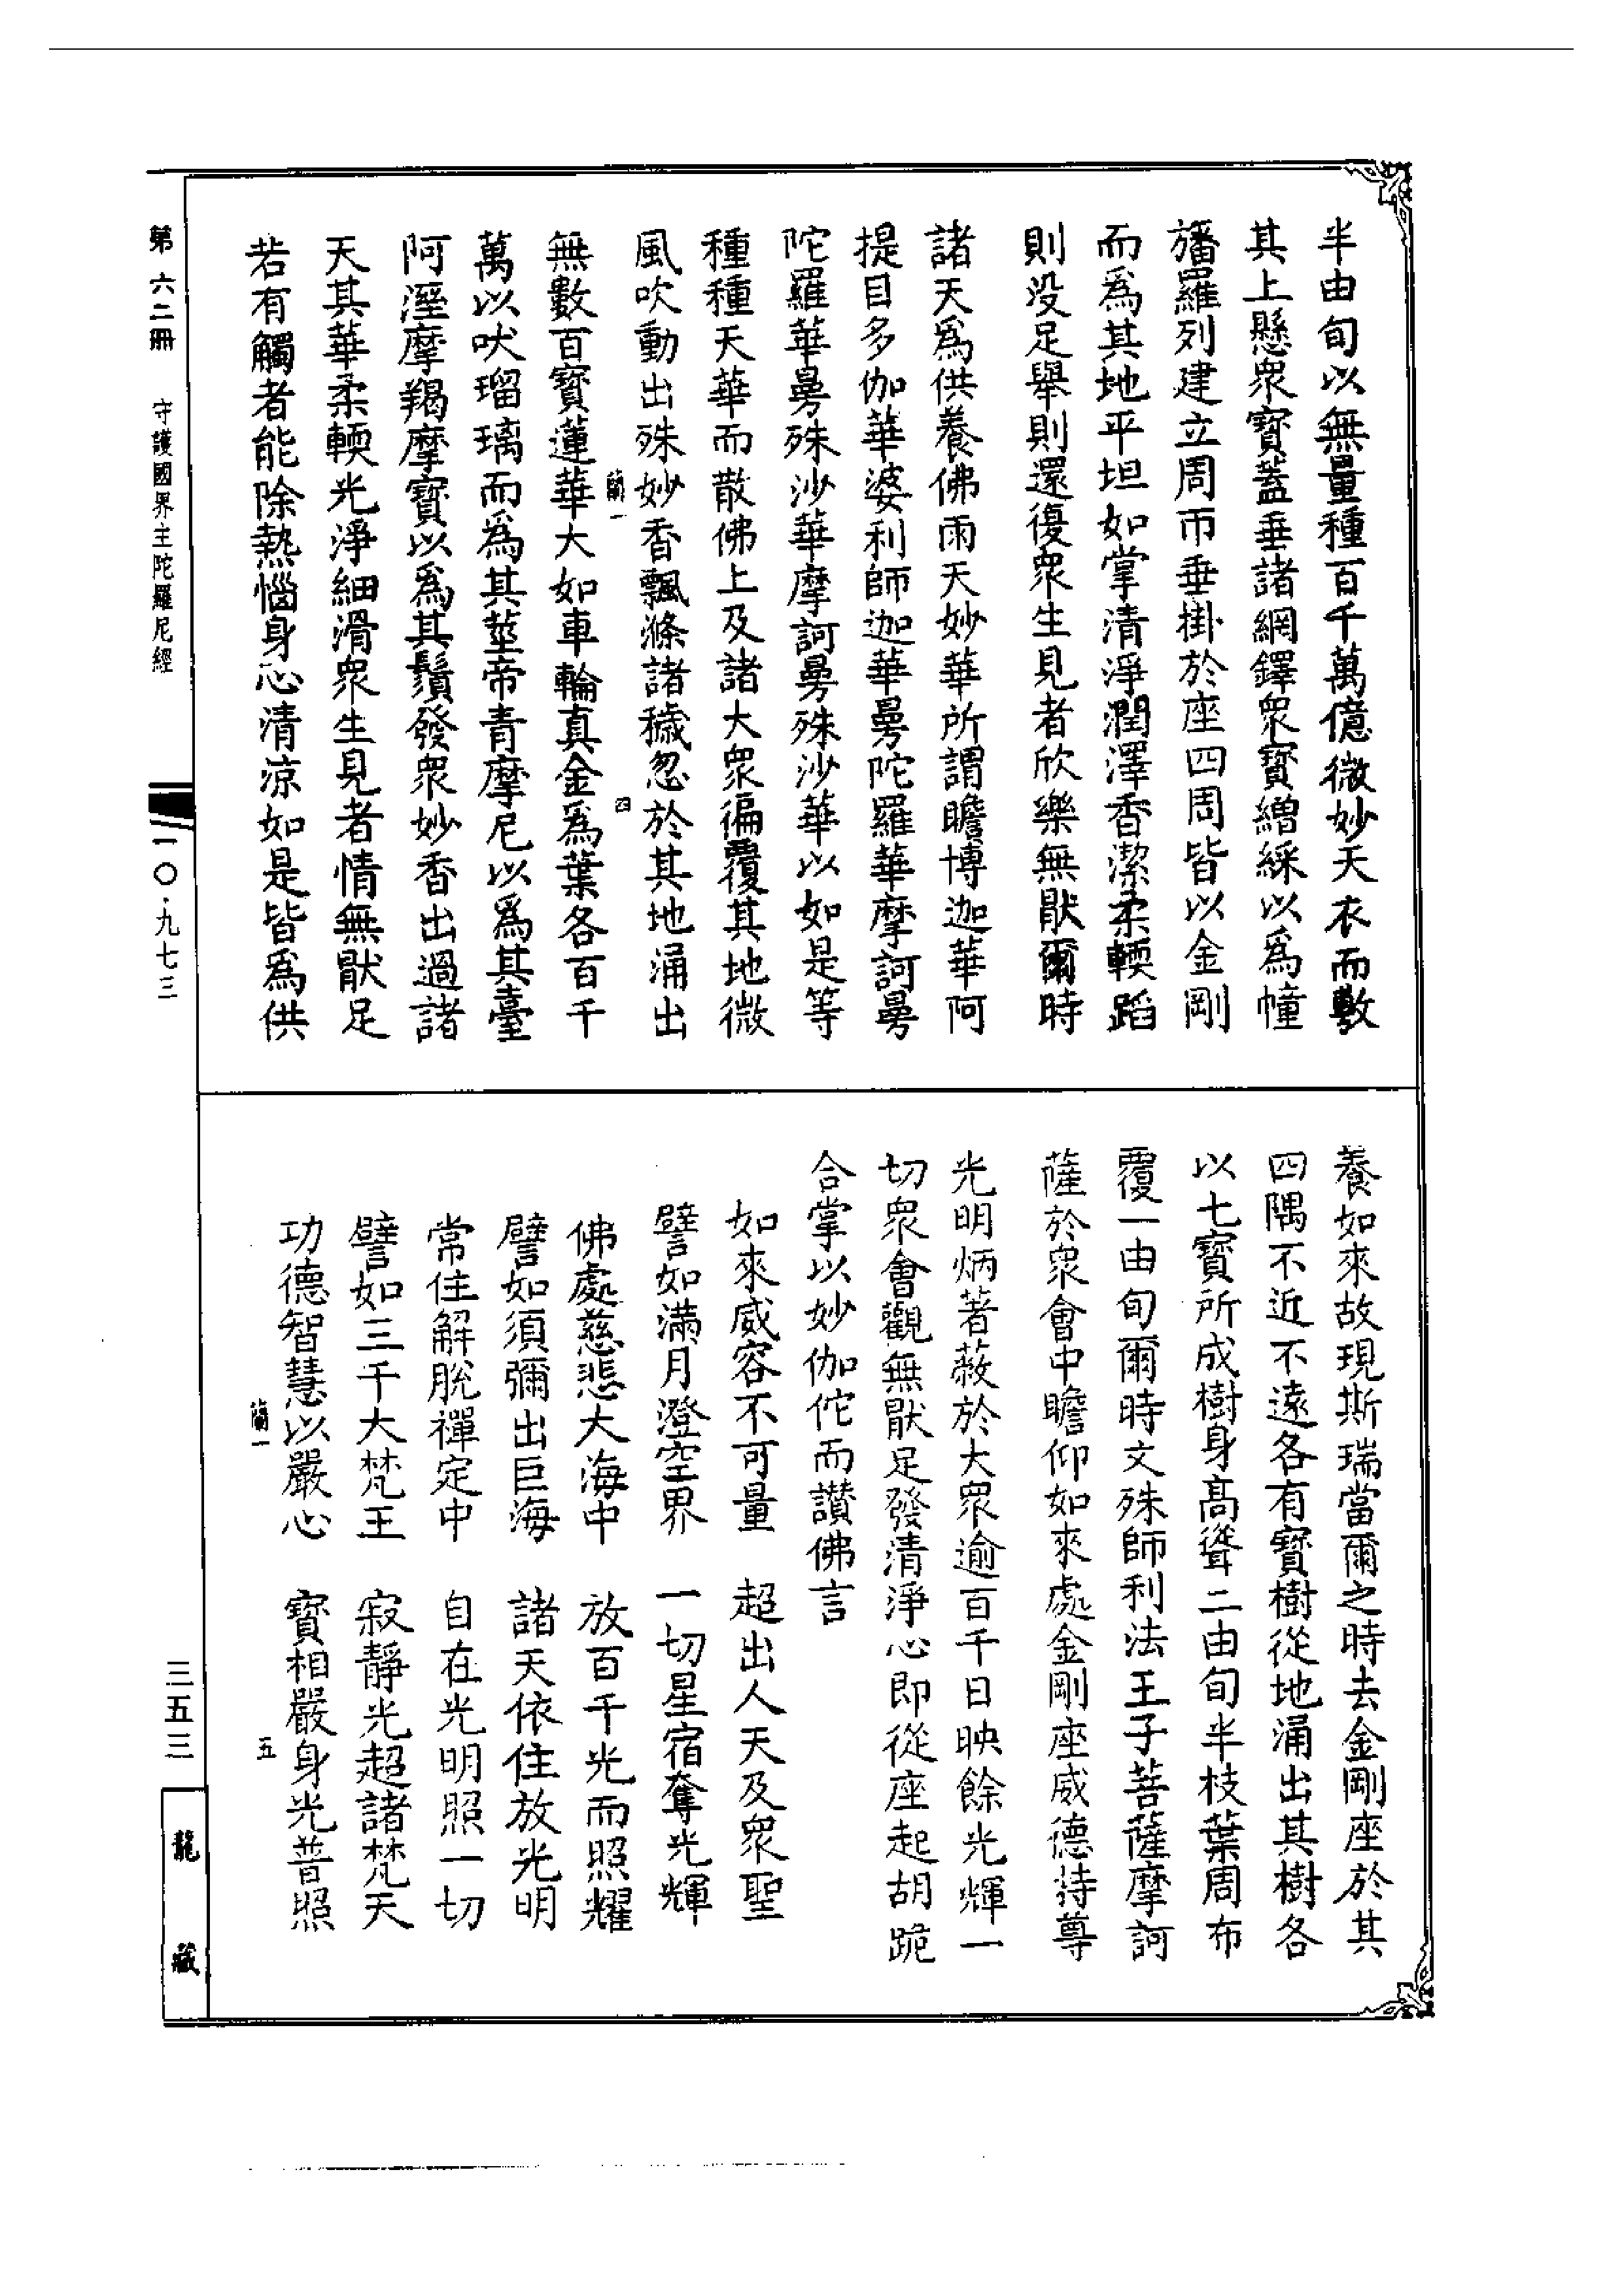 半由旬以無量種百千萬億微妙天衣而敷
其上懸眾寶蓋垂諸網鐸眾寶繒綵以為幢
旛羅列建立周帀垂掛於座四周皆以金剛
而為其地平坦如掌清淨潤澤香潔柔輭蹈
則没足舉則還復眾生見者欣樂無猒爾時
諸天為供養佛雨天妙華所謂瞻博迦華阿
提目多伽華婆利師迦華曼陀羅華摩訶曼
陀羅華曼殊沙華摩訶曼殊沙華以如是等
種種天華而散佛上及諸大眾徧覆其地微
風吹動出殊妙香飄滌諸穢忽於其地涌出
蘭一
四
無數百寶蓮華大如車輪真金為葉各百千
萬以吠瑠璃而為其莖帝青摩尼以為其臺
阿溼摩羯摩寶以為其鬚發眾妙香出過諸
天其華柔輭光淨細滑眾生見者情無猒足
若有觸者能除熱惱身心清涼如是皆為供
養如來故現斯瑞當爾之時去金剛座於其
四隅不近不遠各有寶樹從地涌出其樹各
以七寶所成樹身高聳二由旬半枝葉周布
覆一由旬爾時文殊師利法王子菩薩摩訶
薩於眾會中瞻仰如來處金剛座威德特尊
光明炳著蔽於大眾逾百千日映餘光輝一
切眾會觀無猒足發清淨心即從座起胡跪
合掌以妙伽佗而讚佛言
如來威容不可量　超出人天及眾聖
譬如滿月澄空界　一切星宿奪光輝
佛處慈悲大海中　放百千光而照耀
譬如須彌出巨海　諸天依住放光明
常住解脫禪定中　自在光明照一切
譬如三千大梵王　寂靜光超諸梵天
功德智慧以嚴心　寶相嚴身光普照
蘭一
五
第六二冊　守護國界主陀羅尼經
一〇·九七三
三五三
龍藏